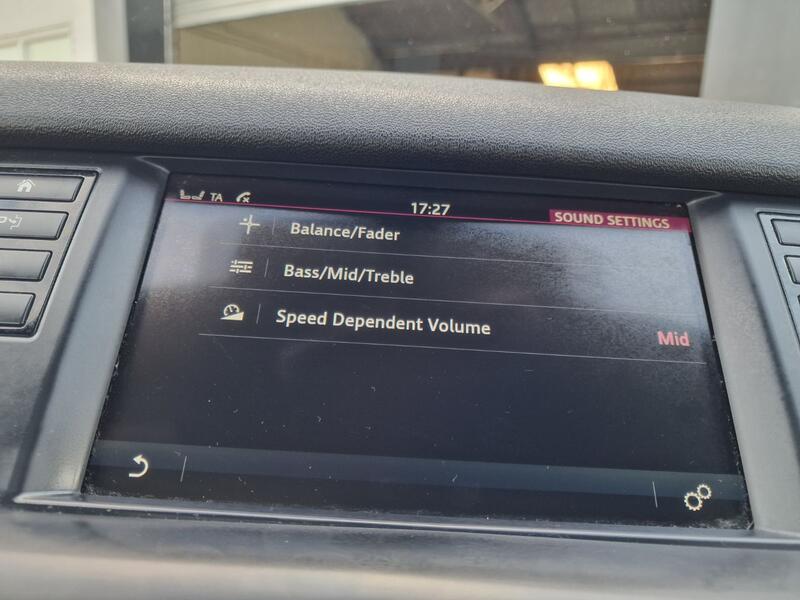 TA
17:27
SOUND SETTINGS
Balance/Fader
Bass/Mid/Treble
Speed Dependent Volume
Mid